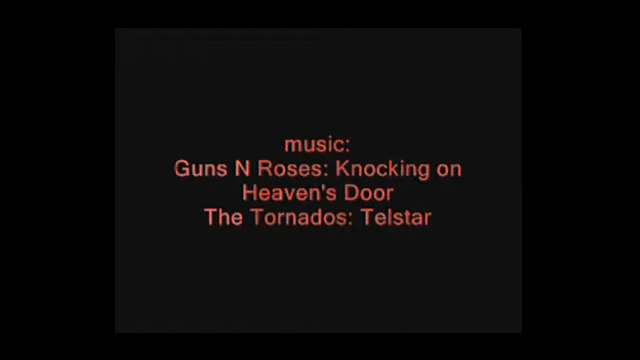 music:
Guns N Roses: Knocking on
Heaven's Door
The Tornados: Telstar